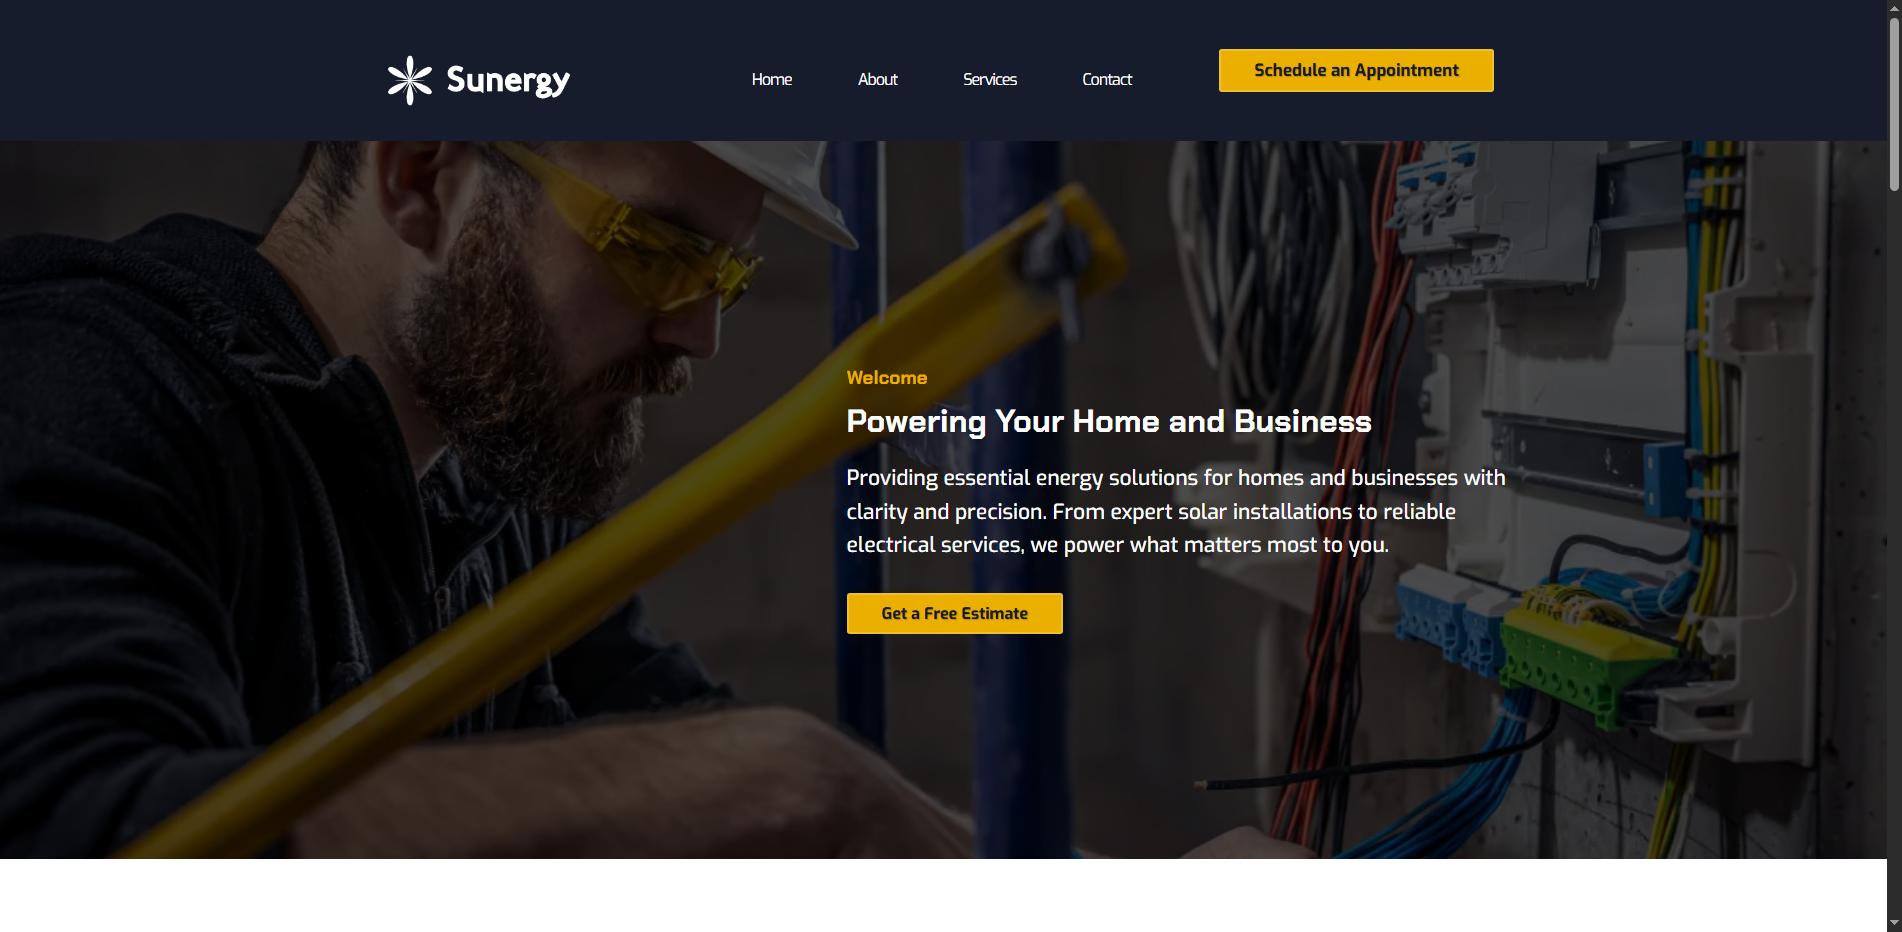 Sunergy
Home
About
Services
Contact
Schedule an Appointment
Welcome
Powering Your Home and Business
Providing essential energy solutions for homes and businesses with
clarity and precision. From expert solar installations to reliable
electrical services, we power what matters most to you.
Get a Free Estimate